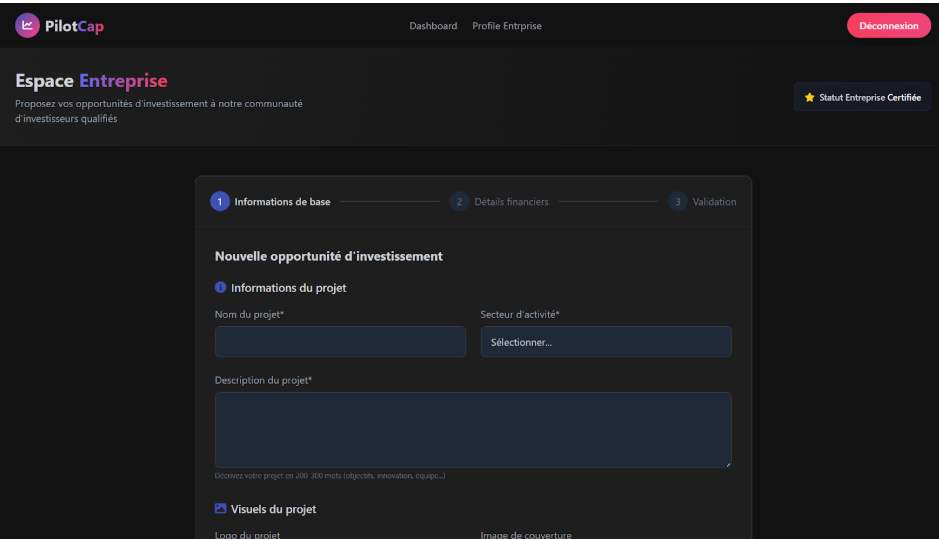 PilotCap
Dashboard Profile Entrprise
Déconnexion
Espace Entreprise
Proposez vos opportunités d'investissement à notre communauté
d'investisseurs qualifiés
Statut Entreprise Certifiée
1 Informations de base
2 Détails financiers
3 Validation
Nouvelle opportunité d'investissement
Informations du projet
Nom du projet*
Secteur d'activité*
Sélectionner...
Description du projet*
Décrivez votre projet en 200-300 mots (objectifs, innovation, équipe...)
Visuels du projet
Logo du projet
Image de couverture